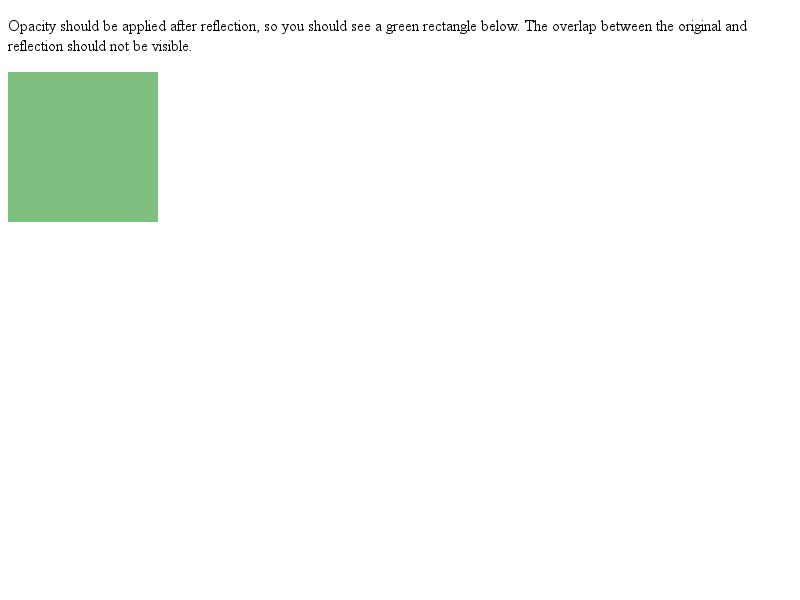 Opacity should be applied after reflection, so you should see a green rectangle below. The overlap between the original and
reflection should not be visible.